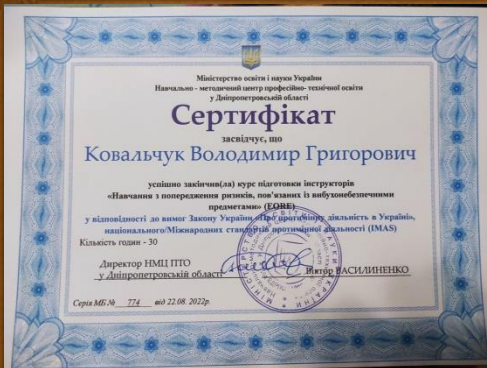 Міністерство освіти і науки України
Навчально - методичний центр професійно- технічної освіти
у Дніпропетровській області
Сертифікат
засвідчує, що
Ковальчук Володимир Григорович
успішно закінчив(ла) курс підготовки інструкторів
«Навчання з попередження ризиків, пов'язаних із вибухонебезпечними
предметами» (EORE)
у відповідності до вимог Закону України «Про протимінну діяльність в Україні»,
національного/Міжнародних стандартів протимінної діяльності (IMAS)
Кількість годин - 30
Директор НМЦ ПТО
у Дніпропетровській області
Віктор ВАСИЛИНЕНКО
Серія МБ № 774 від 22.08. 2022р.